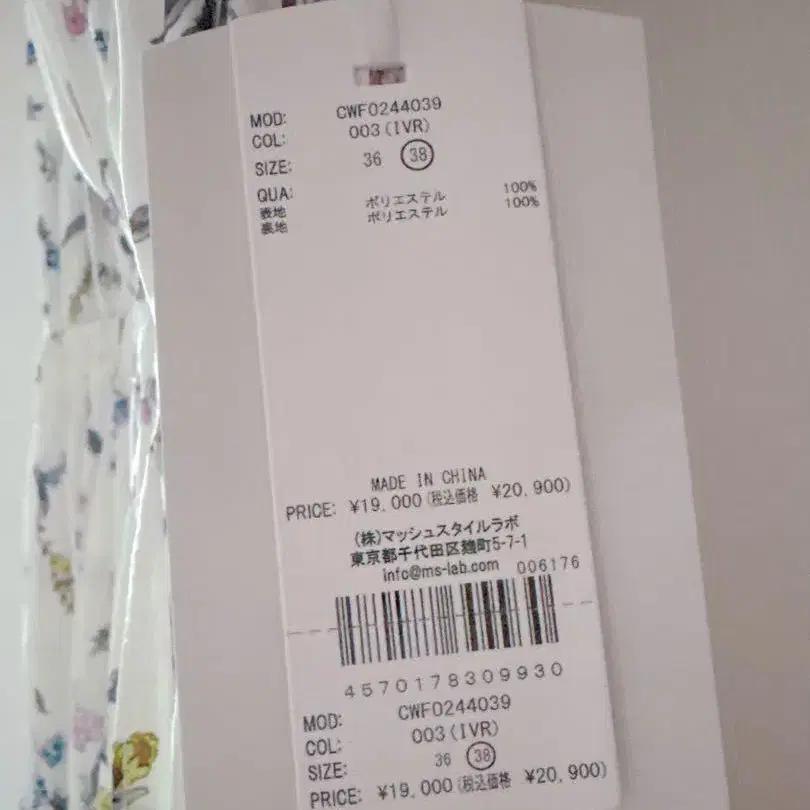 MOD: CWF0244039
COL: 003(IVR)
SIZE: 36 38
QUA:
表地 ポリエステル 100%
裏地 ポリエステル 100%
MADE IN CHINA
PRICE: ¥19,000(税込価格 ¥20,900)
(株)マッシュスタイルラボ
東京都千代田区麹町5-7-1
info@ms-lab.com 006176
4570178309930
MOD: CWF0244039
COL: 003(IVR)
SIZE: 36 38
PRICE: ¥19,000(税込価格 ¥20,900)